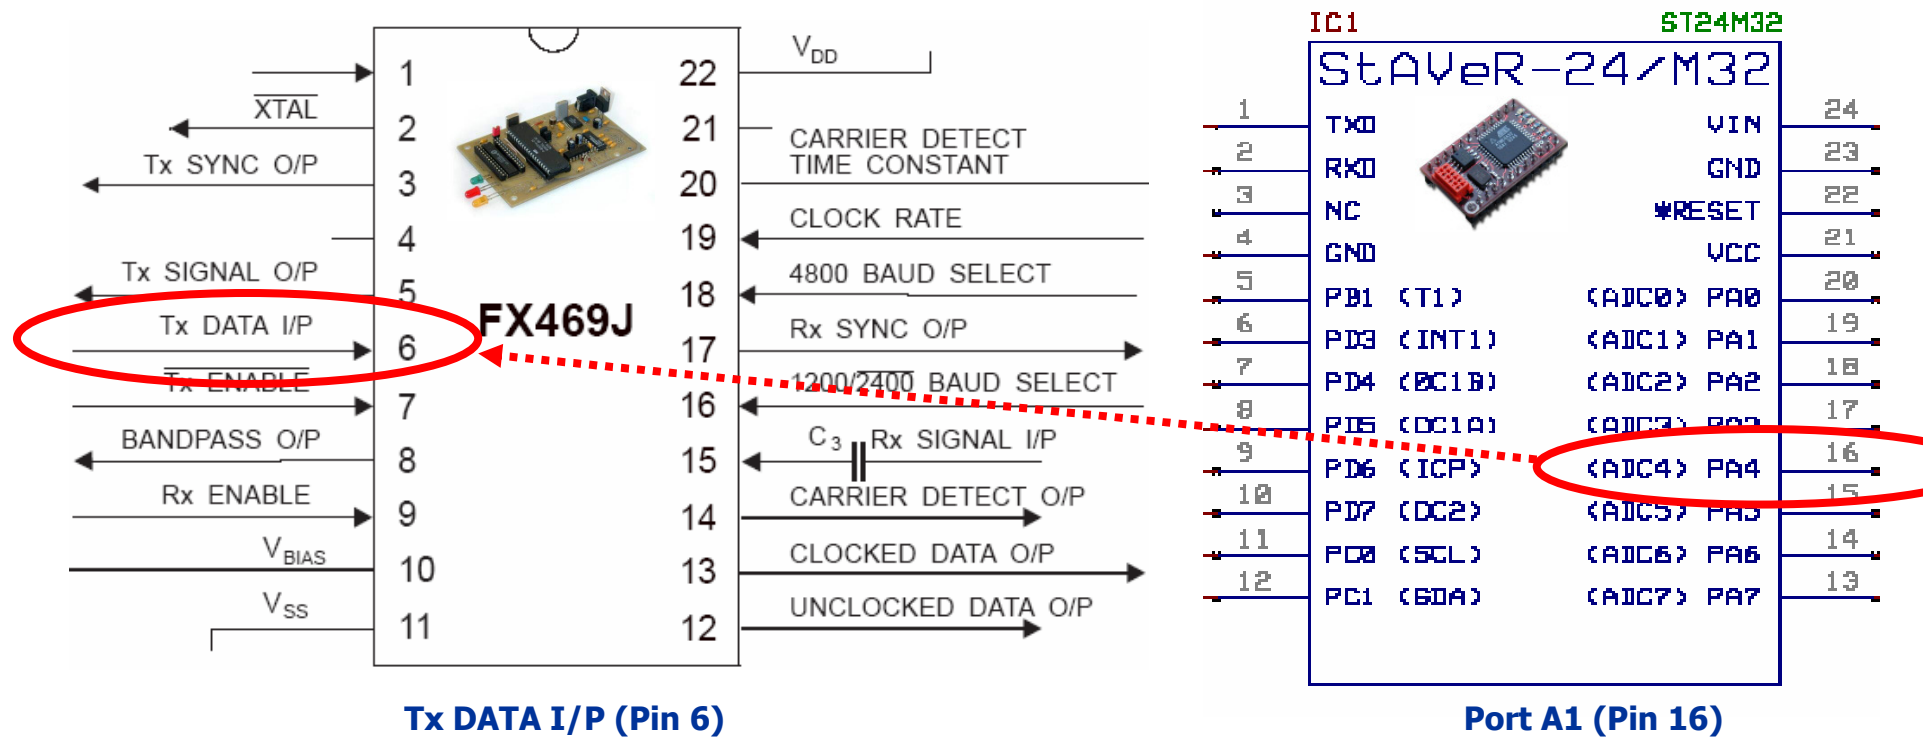 V DD
1
22
XTAL
2
21
CARRIER DETECT
TIME CONSTANT
Tx SYNC O/P
3
20
CLOCK RATE
4
19
Tx SIGNAL O/P
4800 BAUD SELECT
5
18
FX469J
Tx DATA I/P
Rx SYNC O/P
6
17
Tx ENABLE
1200/2400 BAUD SELECT
7
16
BANDPASS O/P
C3 Rx SIGNAL I/P
8
15
Rx ENABLE
CARRIER DETECT O/P
9
14
V BIAS
CLOCKED DATA O/P
10
13
V SS
UNCLOCKED DATA O/P
11
12
Tx DATA I/P (Pin 6)
IC1 ST24M32
StAVeR-24/M32
1 TXD VIN 24
2 RXD GND 23
3 NC *RESET 22
4 GND VCC 21
5 PB1 (T1) (ADC0) PA0 20
6 PD3 (INT1) (ADC1) PA1 19
7 PD4 (OC1B) (ADC2) PA2 18
8 PD5 (OC1A) (ADC3) PA3 17
9 PD6 (ICP) (ADC4) PA4 16
10 PD7 (OC2) (ADC5) PA5 15
11 PC0 (SCL) (ADC6) PA6 14
12 PC1 (SDA) (ADC7) PA7 13
Port A1 (Pin 16)